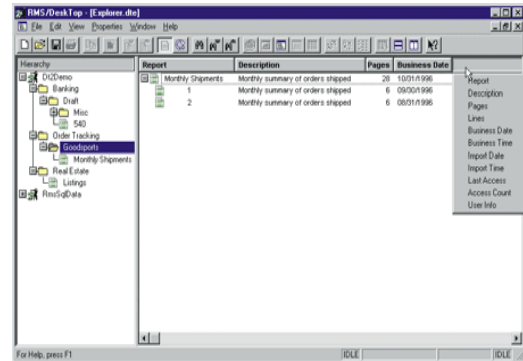 RMS/DeskTop - [Explorer.dte]
File Edit View Properties Window Help
Hierarchy
Report Description Pages Business Date
Dt2Demo
Banking
Draft
Misc
540
Order Tracking
Goodsports
Monthly Shipments
Real Estate
Listings
RmsSqlData
Monthly Shipments Monthly summary of orders shipped 28 10/31/1996
1 Monthly summary of orders shipped 6 09/30/1996
2 Monthly summary of orders shipped 6 08/31/1996
Report
Description
Pages
Lines
Business Date
Business Time
Import Date
Import Time
Last Access
Access Count
User Info
For Help, press F1 IDLE IDLE